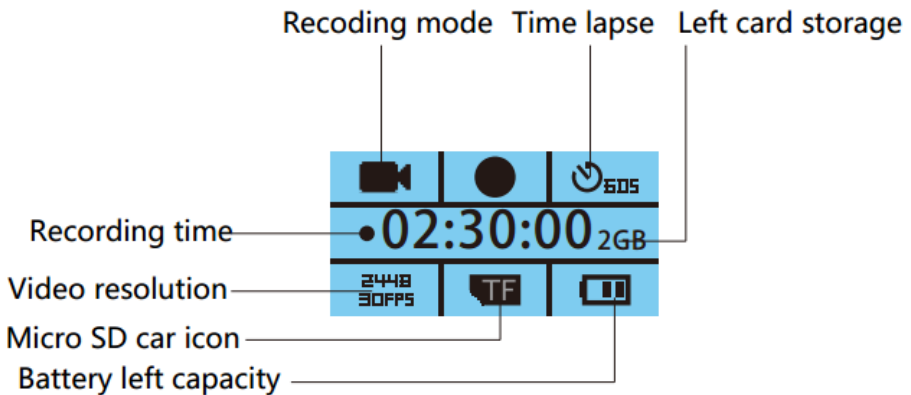 Recoding mode Time lapse Left card storage
60S
Recording time
02:30:00 2GB
Video resolution
2448
30FPS
TF
Micro SD car icon
Battery left capacity